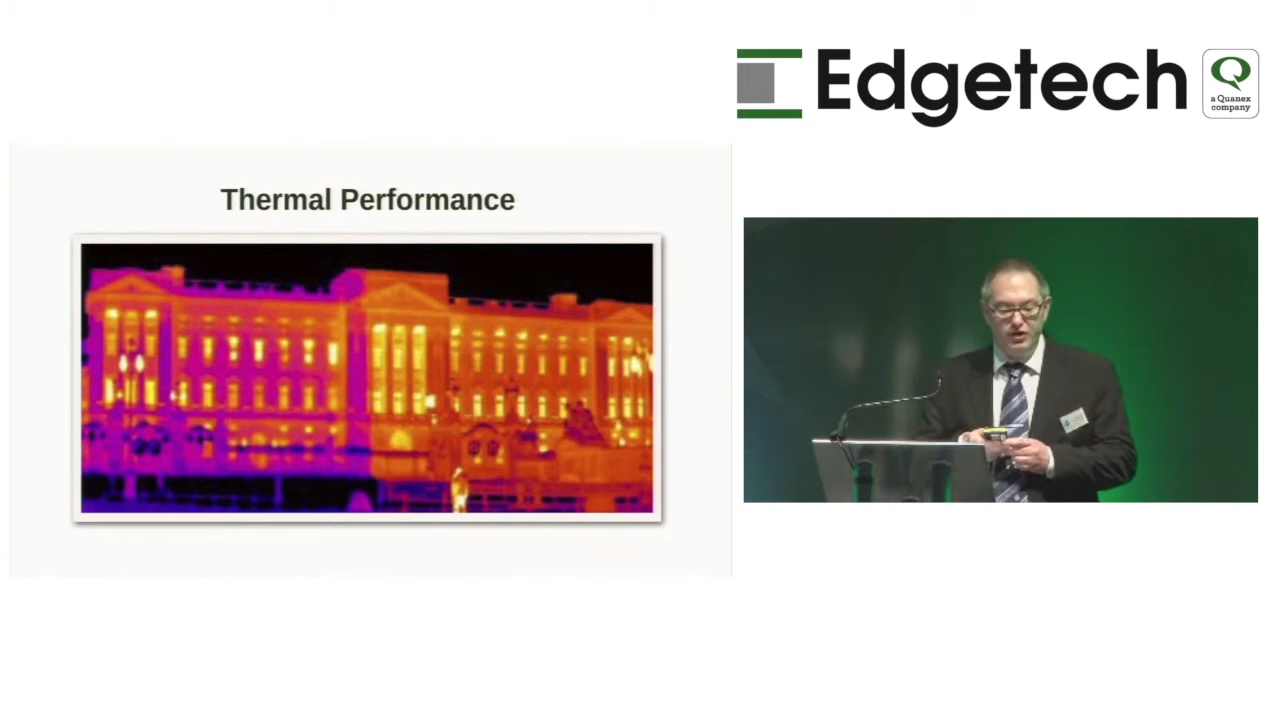 Edgetech
a Quanex
company
Thermal Performance